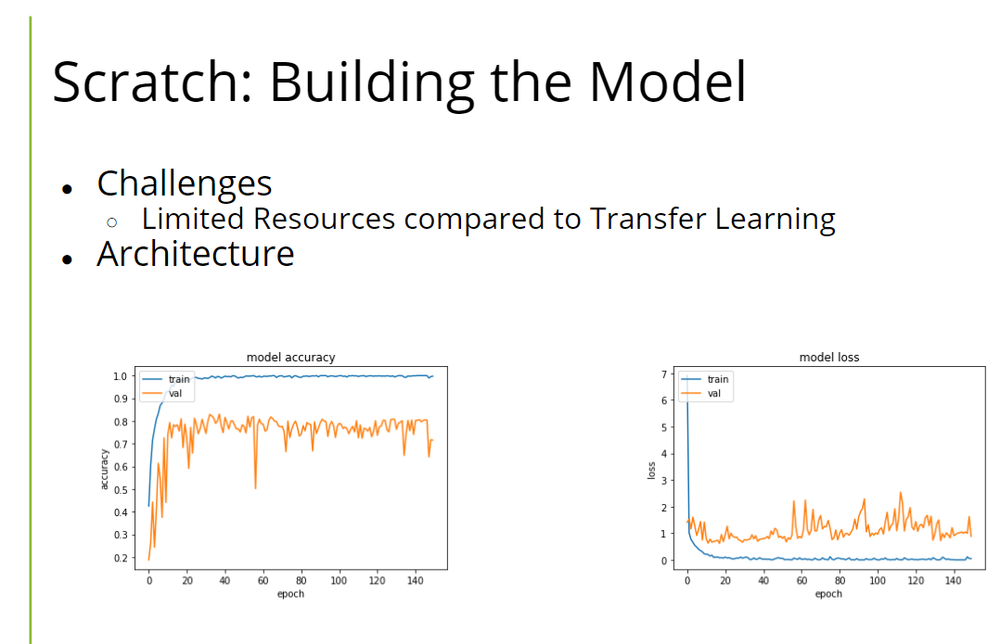 Scratch: Building the Model
● Challenges
○ Limited Resources compared to Transfer Learning
● Architecture
model accuracy
train
val
1.0
0.9
0.8
0.7
0.6
0.5
0.4
0.3
0.2
accuracy
0 20 40 60 80 100 120 140
epoch
model loss
train
val
7
6
5
4
3
2
1
0
loss
0 20 40 60 80 100 120 140
epoch